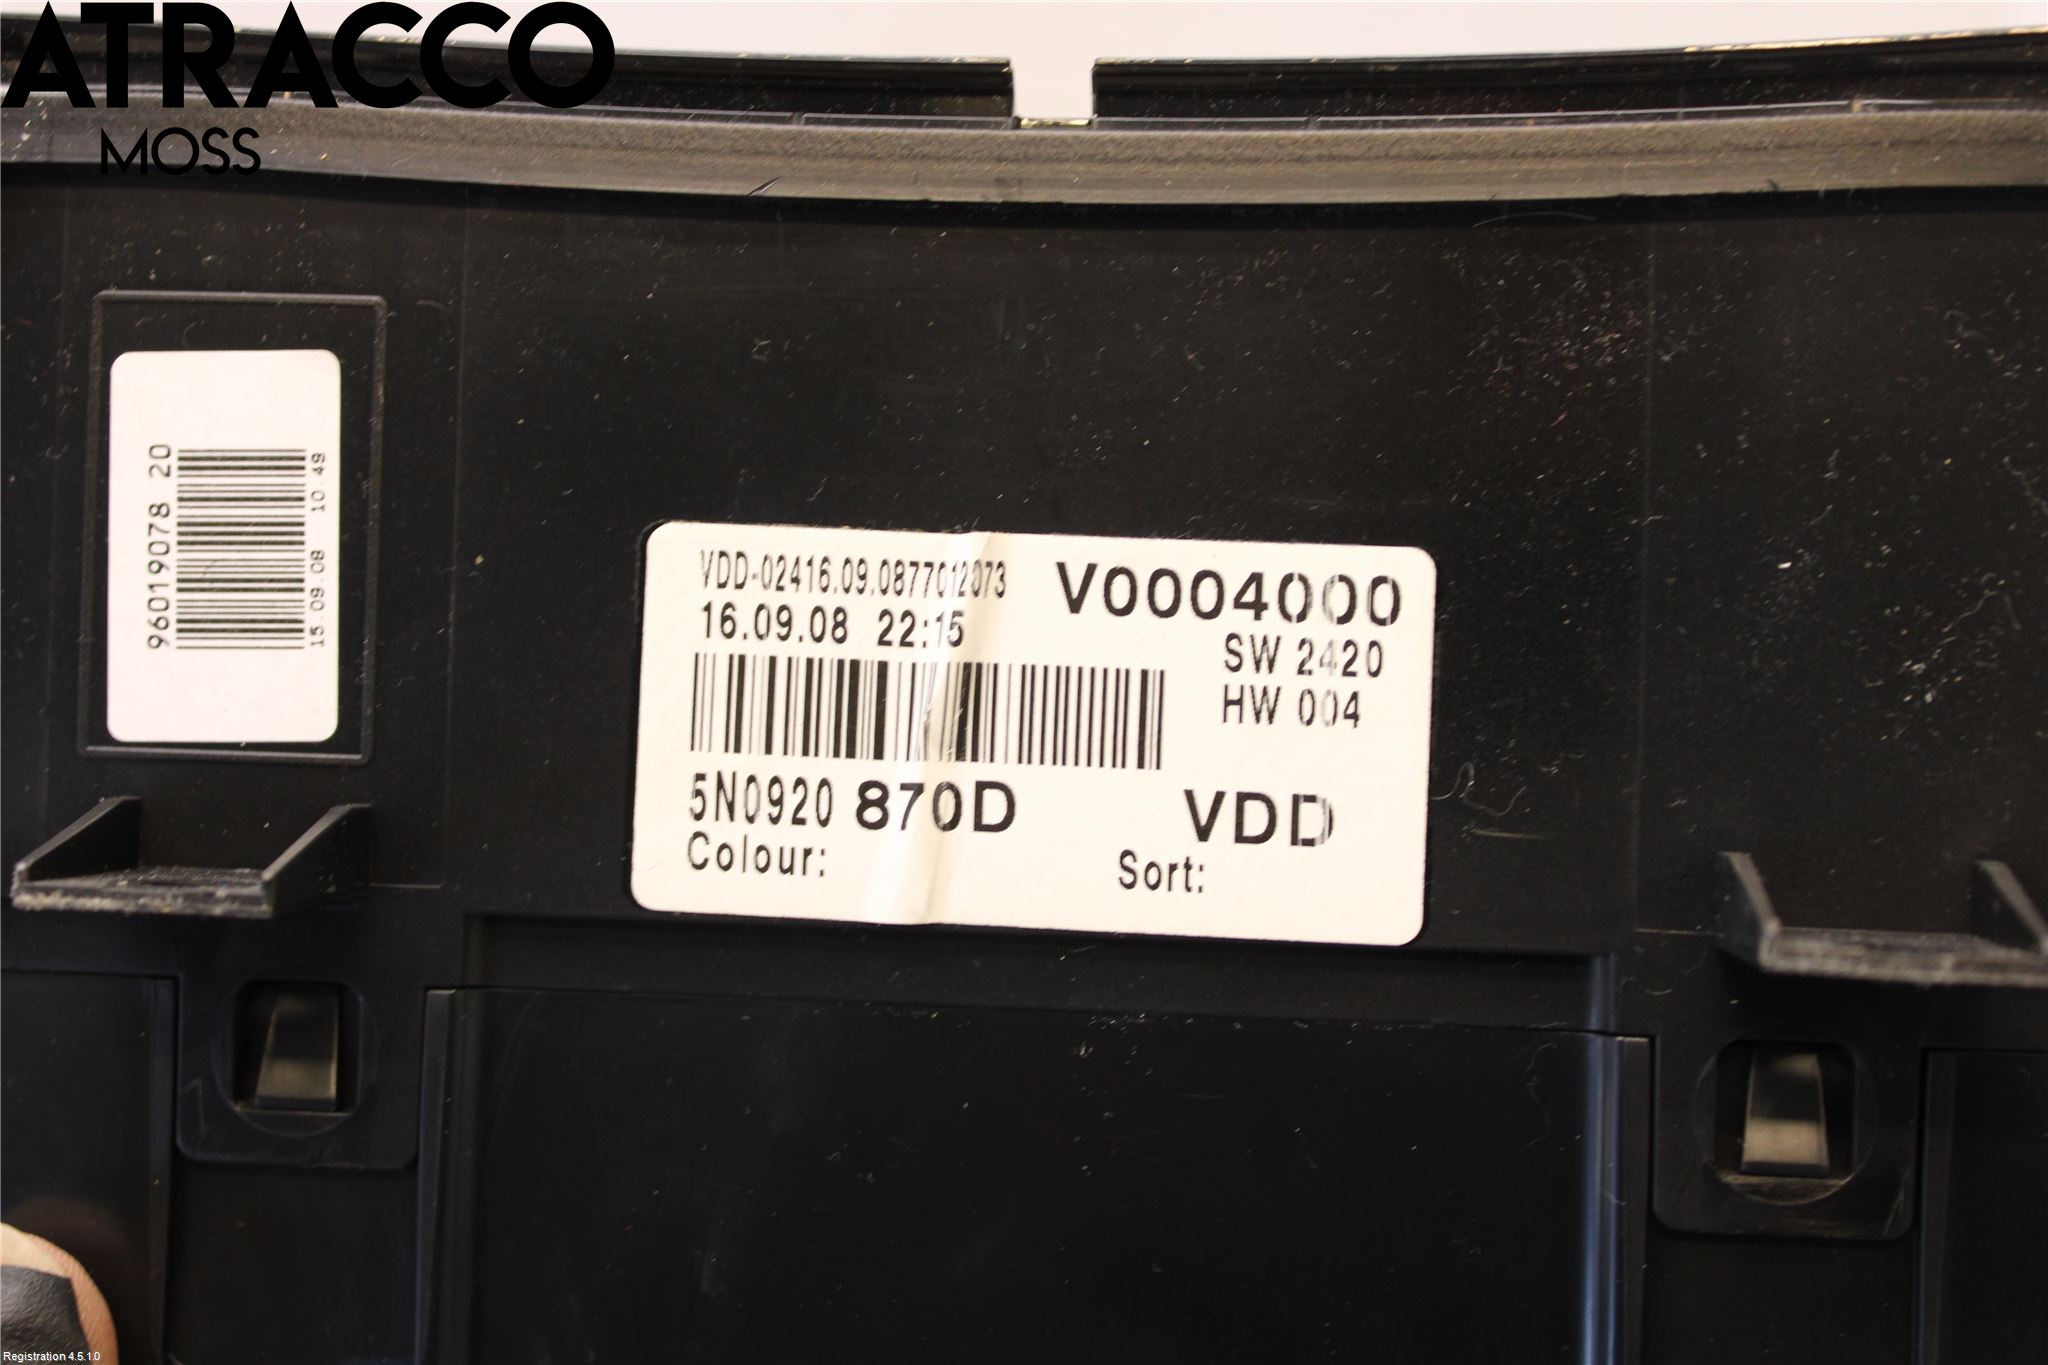 ATRACCO
MOSS
96019078 20
15.09.08 10:49
VDD-02416.09.0877012073
16.09.08 22:15
V0004000
SW 2420
HW 004
5N0920 870D
VDD
Colour:
Sort:
Registration 4.5.1.0